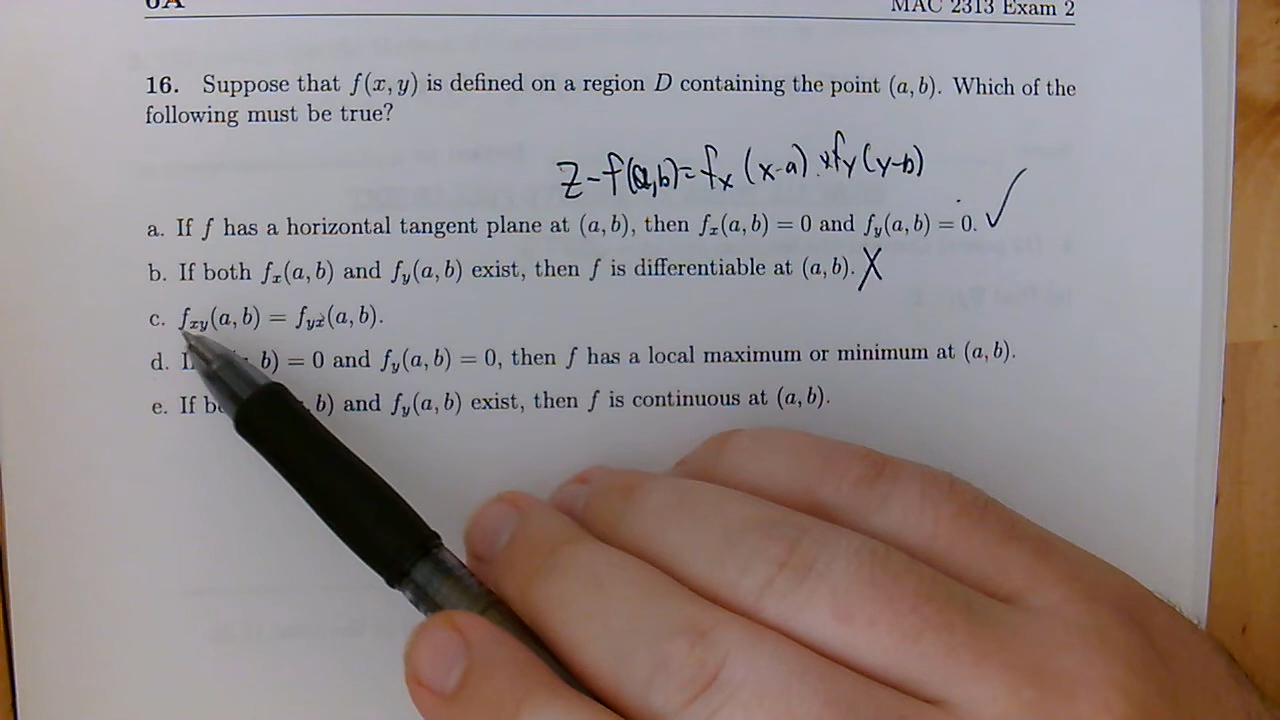 MAC 2313 Exam 2
16. Suppose that f(x, y) is defined on a region D containing the point (a, b). Which of the
following must be true?
z-f(a,b)=fx (x-a)+fy(y-b)
a. If f has a horizontal tangent plane at (a, b), then fx(a, b) = 0 and fy(a, b) = 0. ✓
b. If both fx(a, b) and fy(a, b) exist, then f is differentiable at (a, b). X
c. fxy(a, b) = fyx(a, b).
d. b) = 0 and fy(a, b) = 0, then f has a local maximum or minimum at (a, b).
e. If b) and fy(a, b) exist, then f is continuous at (a, b).